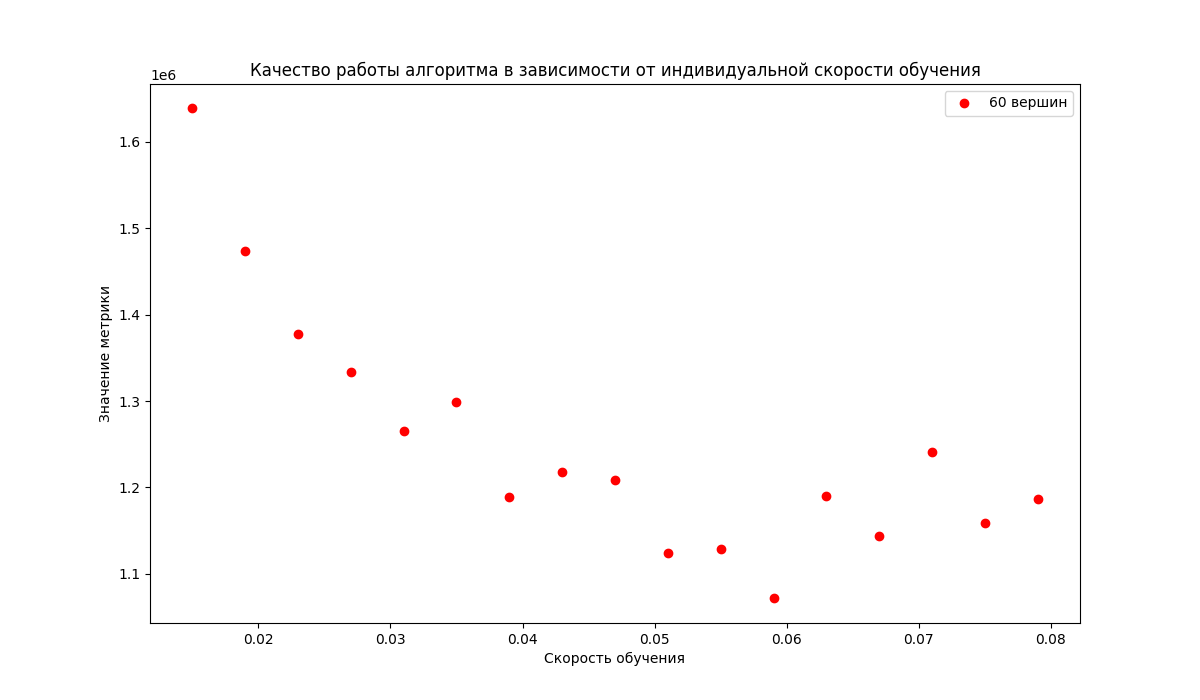 Качество работы алгоритма в зависимости от индивидуальной скорости обучения
1e6
60 вершин
1.6
1.5
1.4
1.3
1.2
1.1
Значение метрики
0.02 0.03 0.04 0.05 0.06 0.07 0.08
Скорость обучения